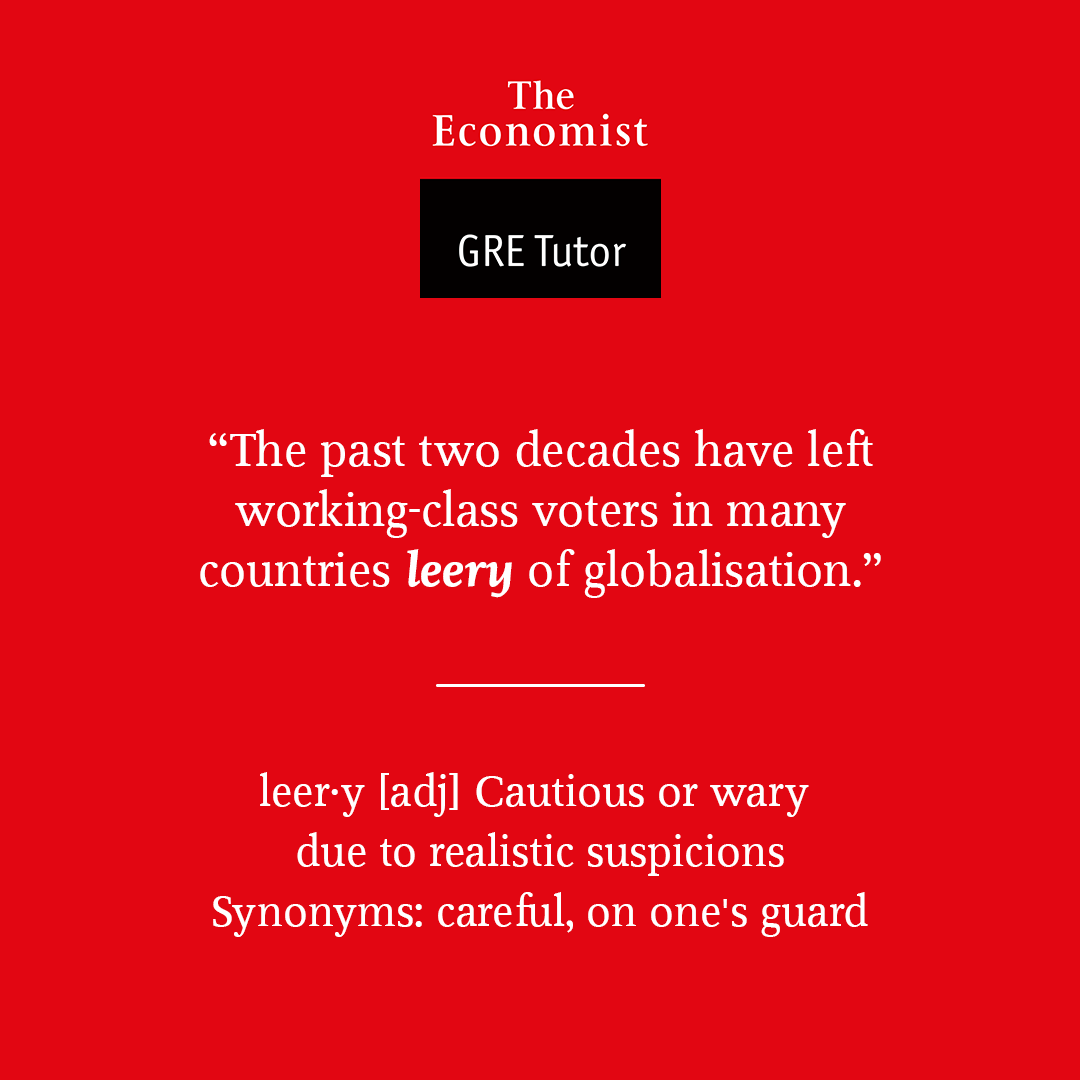 The
Economist
GRE Tutor
“The past two decades have left
working-class voters in many
countries leery of globalisation.”
leer·y [adj] Cautious or wary
due to realistic suspicions
Synonyms: careful, on one's guard